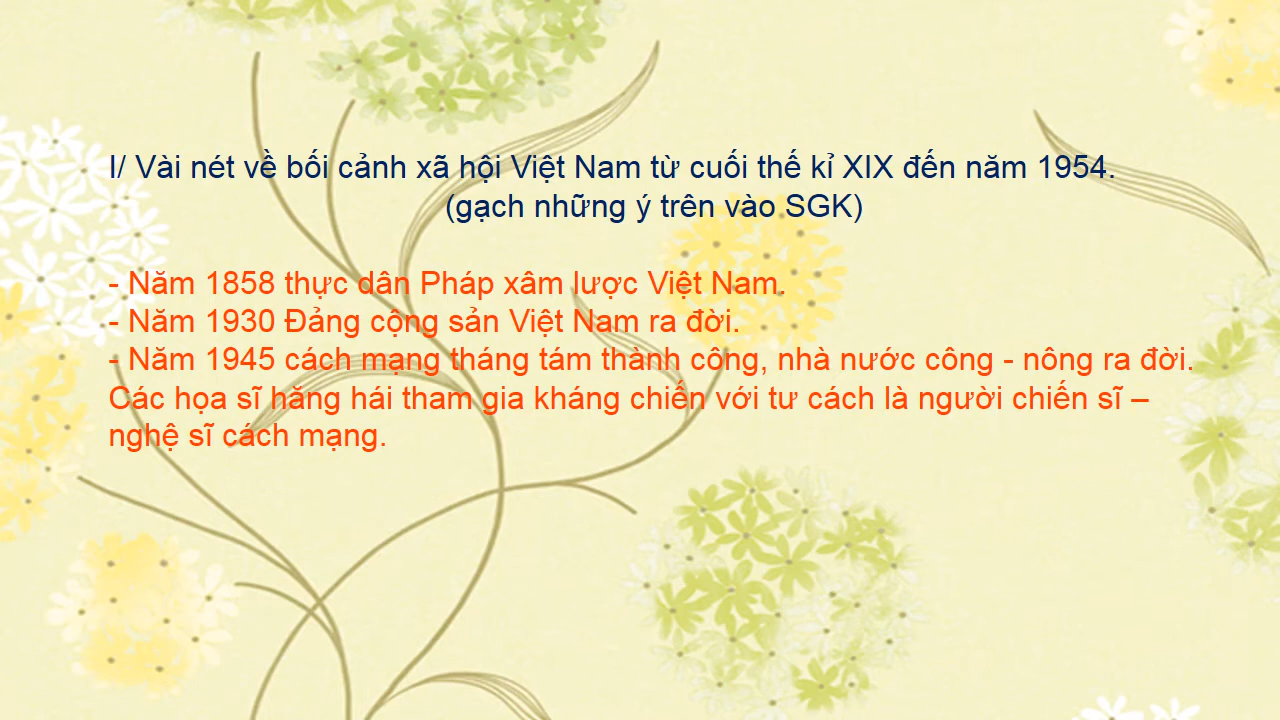 I/ Vài nét về bối cảnh xã hội Việt Nam từ cuối thế kỉ XIX đến năm 1954.
(gạch những ý trên vào SGK)
- Năm 1858 thực dân Pháp xâm lược Việt Nam.
- Năm 1930 Đảng cộng sản Việt Nam ra đời.
- Năm 1945 cách mạng tháng tám thành công, nhà nước công - nông ra đời.
Các họa sĩ hăng hái tham gia kháng chiến với tư cách là người chiến sĩ –
nghệ sĩ cách mạng.